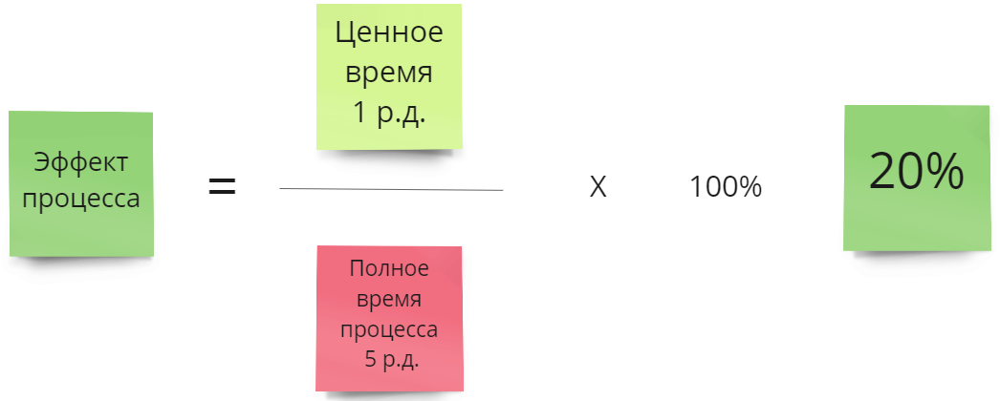 Эффект
процесса
=
Ценное
время
1 р.д.
Полное
время
процесса
5 р.д.
X
100%
20%